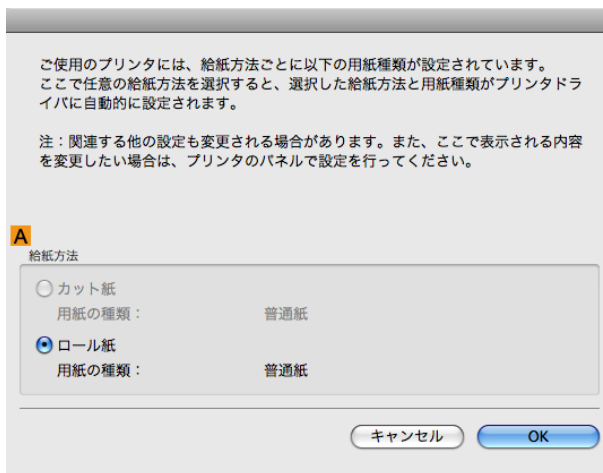 ご使用のプリンタには、給紙方法ごとに以下の用紙種類が設定されています。
ここで任意の給紙方法を選択すると、選択した給紙方法と用紙種類がプリンタドラ
イバに自動的に設定されます。
注：関連する他の設定も変更される場合があります。また、ここで表示される内容
を変更したい場合は、プリンタのパネルで設定を行ってください。
A
給紙方法
カット紙
用紙の種類： 普通紙
ロール紙
用紙の種類： 普通紙
キャンセル OK